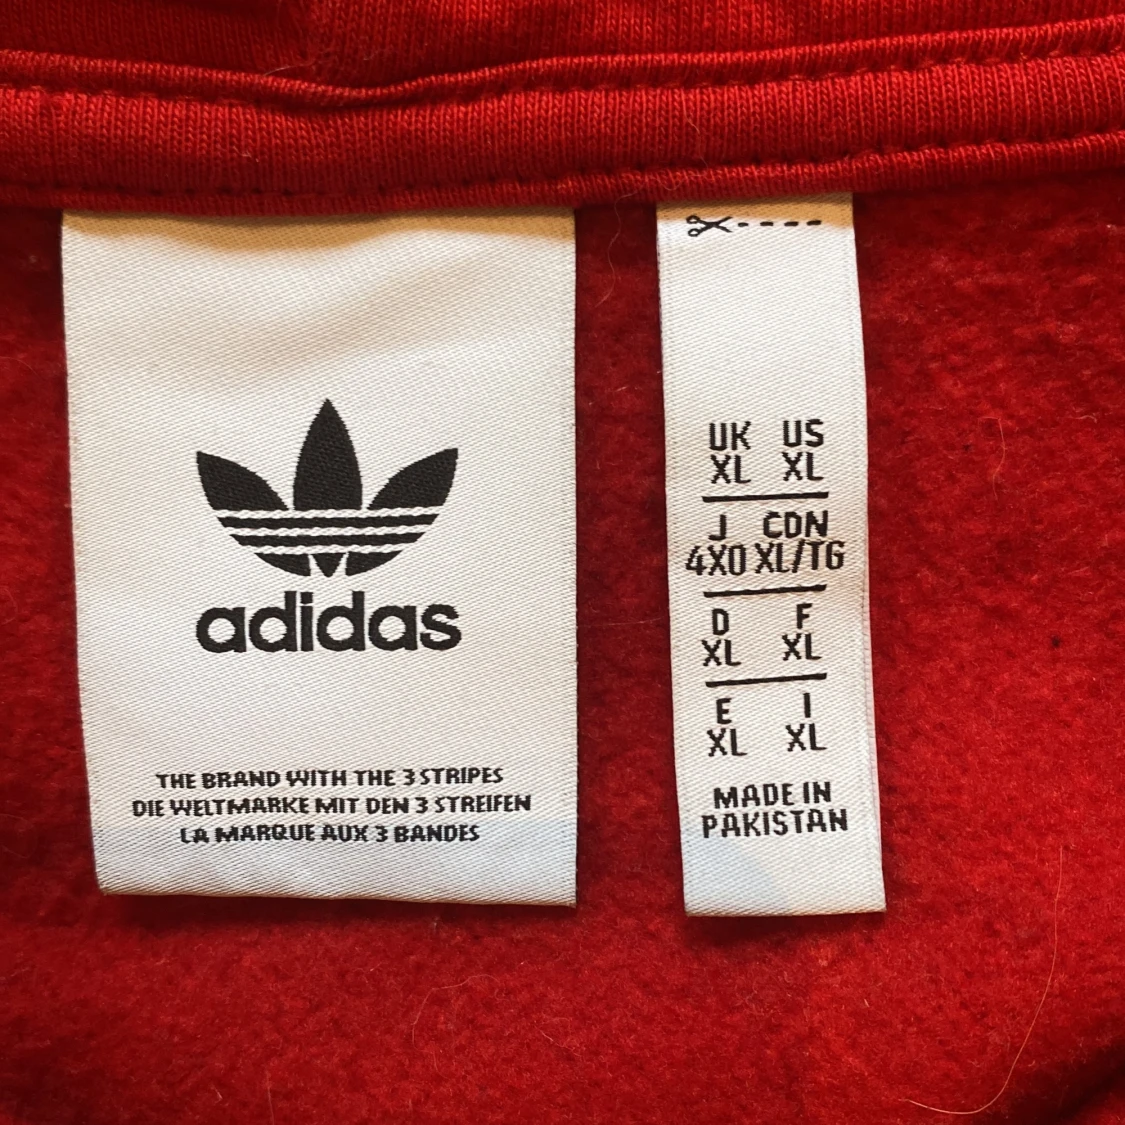 adidas
THE BRAND WITH THE 3 STRIPES
DIE WELTMARKE MIT DEN 3 STREIFEN
LA MARQUE AUX 3 BANDES
UK US
XL XL
J CDN
4XO XL/TG
D F
XL XL
E I
XL XL
MADE IN
PAKISTAN